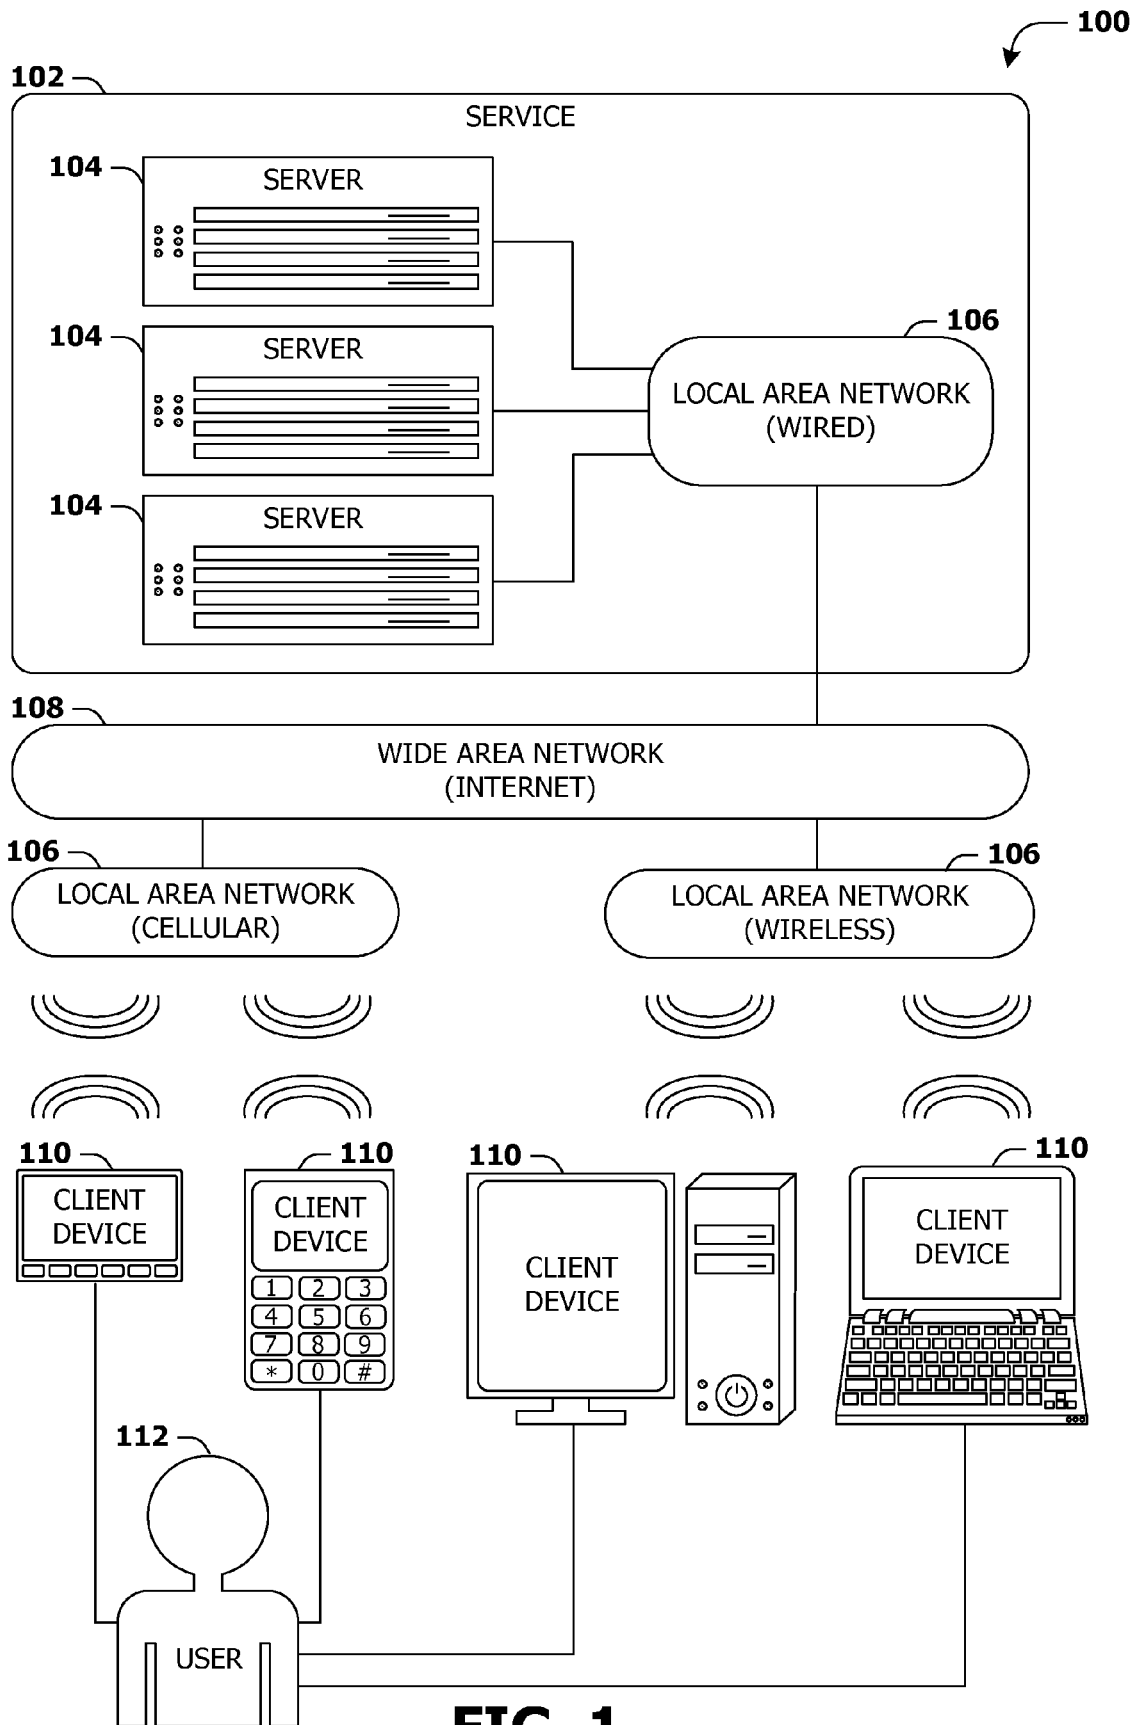 100
102
SERVICE
104
SERVER
104
SERVER
106
LOCAL AREA NETWORK
(WIRED)
104
SERVER
108
WIDE AREA NETWORK
(INTERNET)
106
LOCAL AREA NETWORK
(CELLULAR)
106
LOCAL AREA NETWORK
(WIRELESS)
110
CLIENT
DEVICE
110
CLIENT
DEVICE
1 2 3
4 5 6
7 8 9
* 0 #
110
CLIENT
DEVICE
110
CLIENT
DEVICE
112
USER
FIG. 1